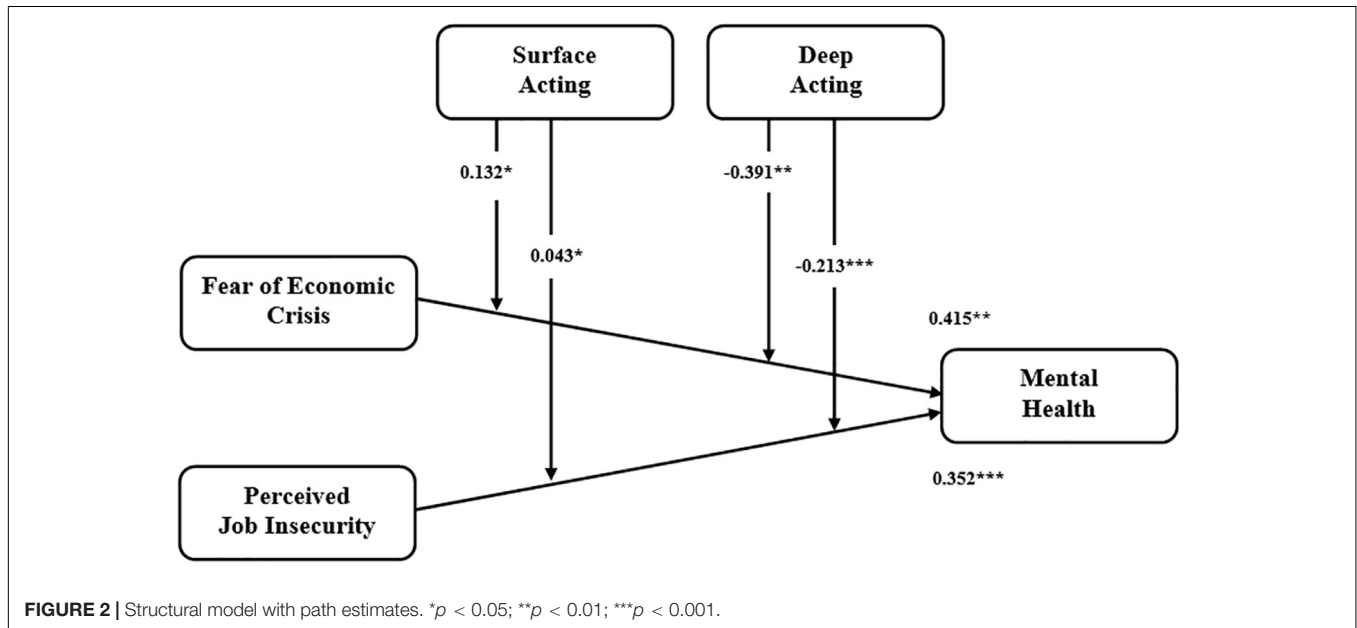 Surface
Acting
Deep
Acting
0.132*
-0.391**
0.043*
-0.213***
Fear of Economic
Crisis
0.415**
Mental
Health
0.352***
Perceived
Job Insecurity
FIGURE 2 | Structural model with path estimates. *p < 0.05; **p < 0.01; ***p < 0.001.